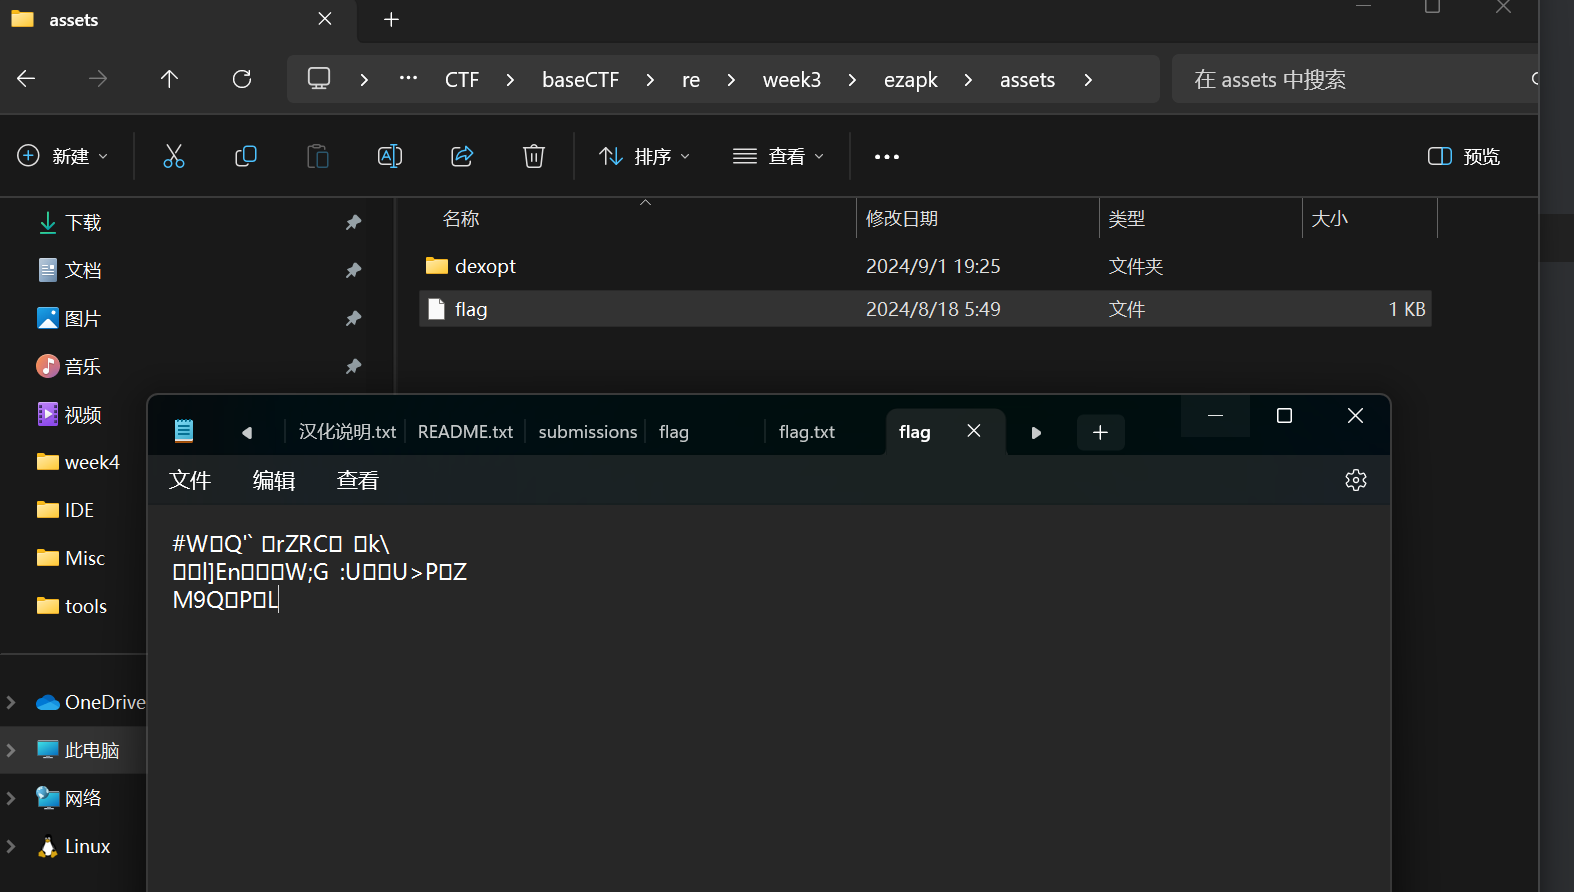 assets
CTF > baseCTF > re > week3 > ezapk > assets >
在 assets 中搜索
新建
排序
查看
预览
名称 修改日期 类型 大小
dexopt 2024/9/1 19:25 文件夹
flag 2024/8/18 5:49 文件 1 KB
下载
文档
图片
音乐
视频
week4
IDE
Misc
tools
OneDrive
此电脑
网络
Linux
汉化说明.txt README.txt submissions flag flag.txt flag
文件 编辑 查看
#W▯Q'` ▯rZRC▯ ▯k\
▯▯l]En▯▯▯W;G :U▯▯U>P▯Z
M9Q▯P▯L